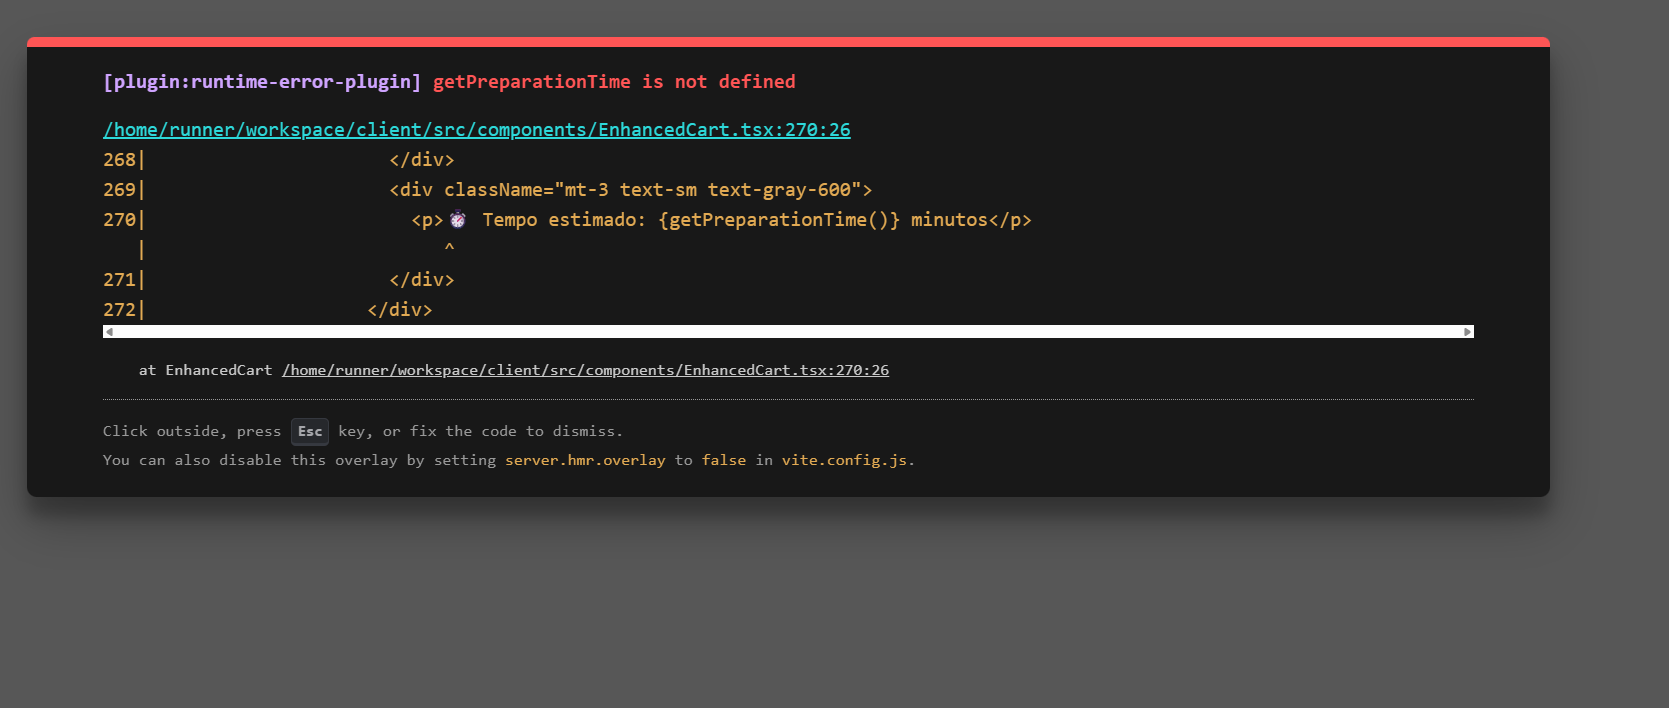 [plugin:runtime-error-plugin] getPreparationTime is not defined
/home/runner/workspace/client/src/components/EnhancedCart.tsx:270:26
268|                      </div>
269|                      <div className="mt-3 text-sm text-gray-600">
270|                        <p>⏱️ Tempo estimado: {getPreparationTime()} minutos</p>
   |                           ^
271|                      </div>
272|                    </div>
at EnhancedCart /home/runner/workspace/client/src/components/EnhancedCart.tsx:270:26
Click outside, press Esc key, or fix the code to dismiss.
You can also disable this overlay by setting server.hmr.overlay to false in vite.config.js.